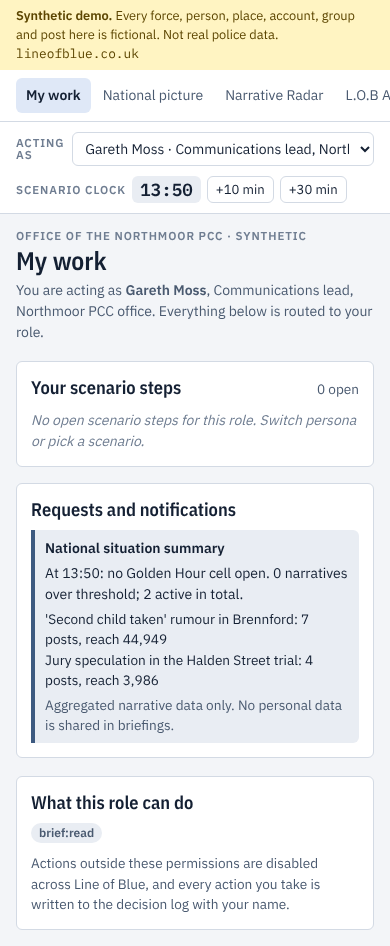 Synthetic demo. Every force, person, place, account, group
and post here is fictional. Not real police data.
lineofblue.co.uk
My work National picture Narrative Radar L.O.B A
ACTING
AS
Gareth Moss · Communications lead, Nortl
SCENARIO CLOCK 13:50 +10 min +30 min
OFFICE OF THE NORTHMOOR PCC · SYNTHETIC
My work
You are acting as Gareth Moss, Communications lead,
Northmoor PCC office. Everything below is routed to your
role.
Your scenario steps 0 open
No open scenario steps for this role. Switch persona
or pick a scenario.
Requests and notifications
National situation summary
At 13:50: no Golden Hour cell open. 0 narratives
over threshold; 2 active in total.
'Second child taken' rumour in Brennford: 7
posts, reach 44,949
Jury speculation in the Halden Street trial: 4
posts, reach 3,986
Aggregated narrative data only. No personal data
is shared in briefings.
What this role can do
brief:read
Actions outside these permissions are disabled
across Line of Blue, and every action you take is
written to the decision log with your name.